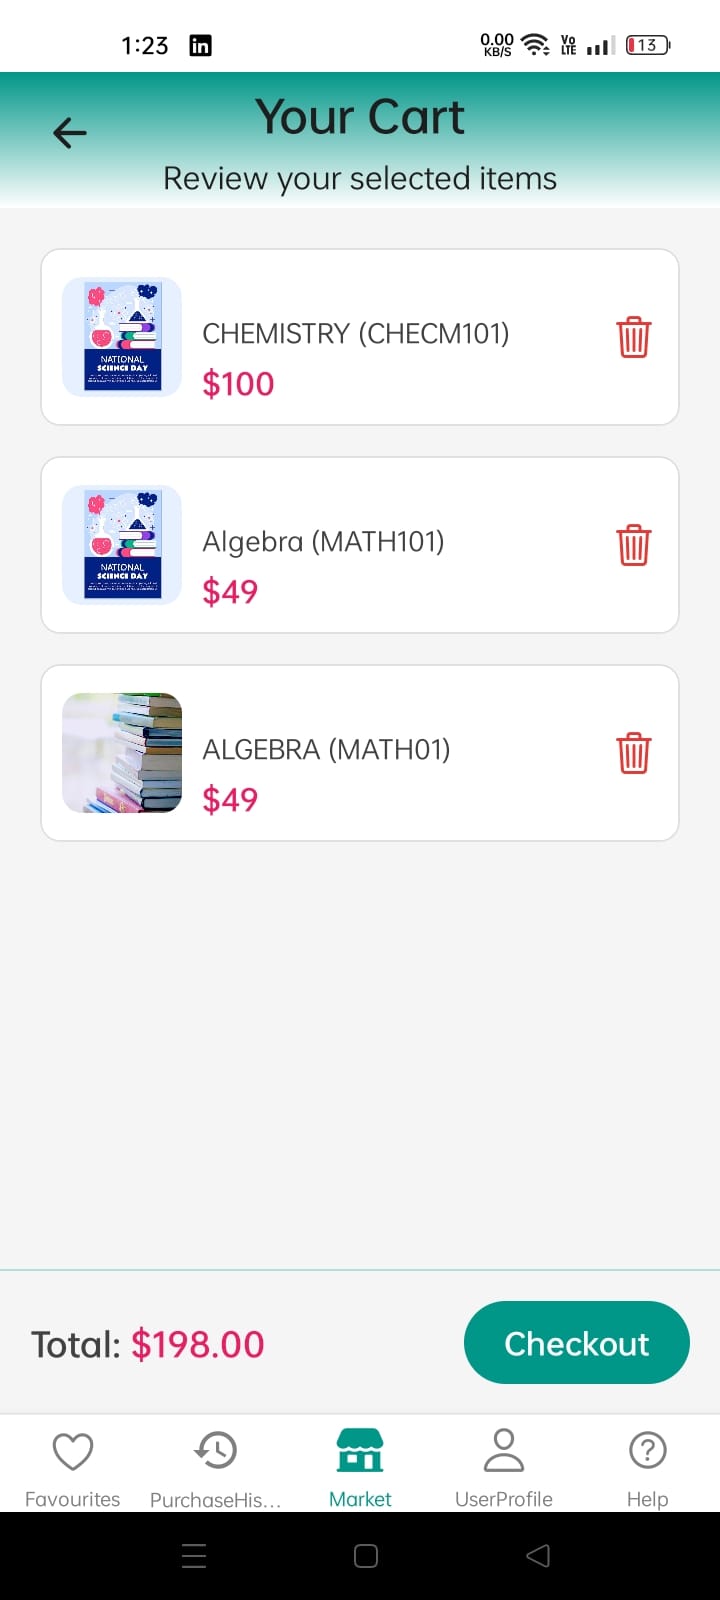 1:23 in 0.00 KB/S Vo LTE 13
Your Cart
Review your selected items
NATIONAL
SCIENCE DAY
CHEMISTRY (CHECM101)
$100
NATIONAL
SCIENCE DAY
Algebra (MATH101)
$49
ALGEBRA (MATH01)
$49
Total: $198.00
Checkout
Favourites PurchaseHis... Market UserProfile Help